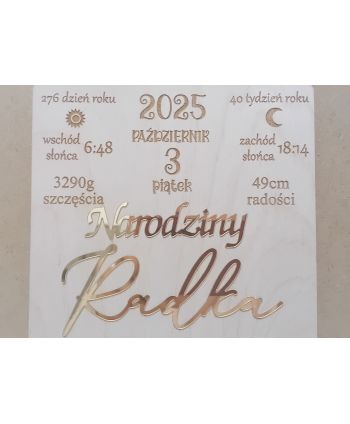 276 dzień roku
2025
40 tydzień roku
PAŹDZIERNIK
wschód słońca 6:48
3
zachód słońca 18:14
piątek
3290g szczęścia
49cm radości
Narodziny
Radka